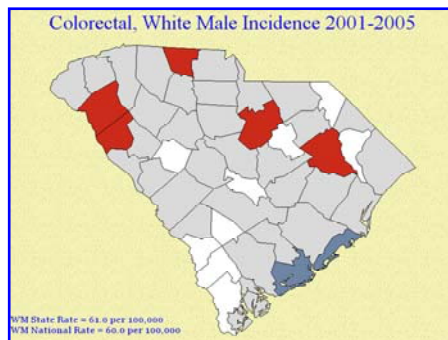 Colorectal, White Male Incidence 2001-2005
WM State Rate = 61.0 per 100,000
WM National Rate = 60.0 per 100,000